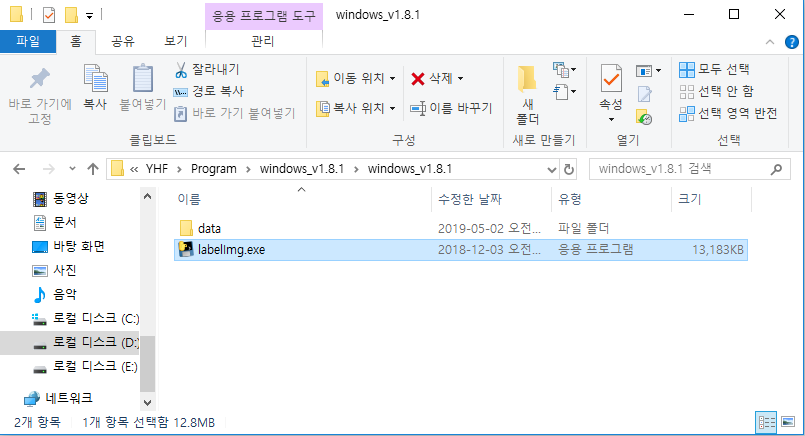 응용 프로그램 도구 windows_v1.8.1
파일 홈 공유 보기 관리
바로 가기에 고정
복사
붙여넣기
잘라내기
경로 복사
바로 가기 붙여넣기
클립보드
이동 위치
복사 위치
삭제
이름 바꾸기
구성
새 폴더
새로 만들기
속성
열기
모두 선택
선택 안 함
선택 영역 반전
선택
« YHF > Program > windows_v1.8.1 > windows_v1.8.1
windows_v1.8.1 검색
동영상
문서
바탕 화면
사진
음악
로컬 디스크 (C:)
로컬 디스크 (D:)
로컬 디스크 (E:)
네트워크
이름 수정한 날짜 유형 크기
data 2019-05-02 오전... 파일 폴더
labelImg.exe 2018-12-03 오전... 응용 프로그램 13,183KB
2개 항목 1개 항목 선택함 12.8MB